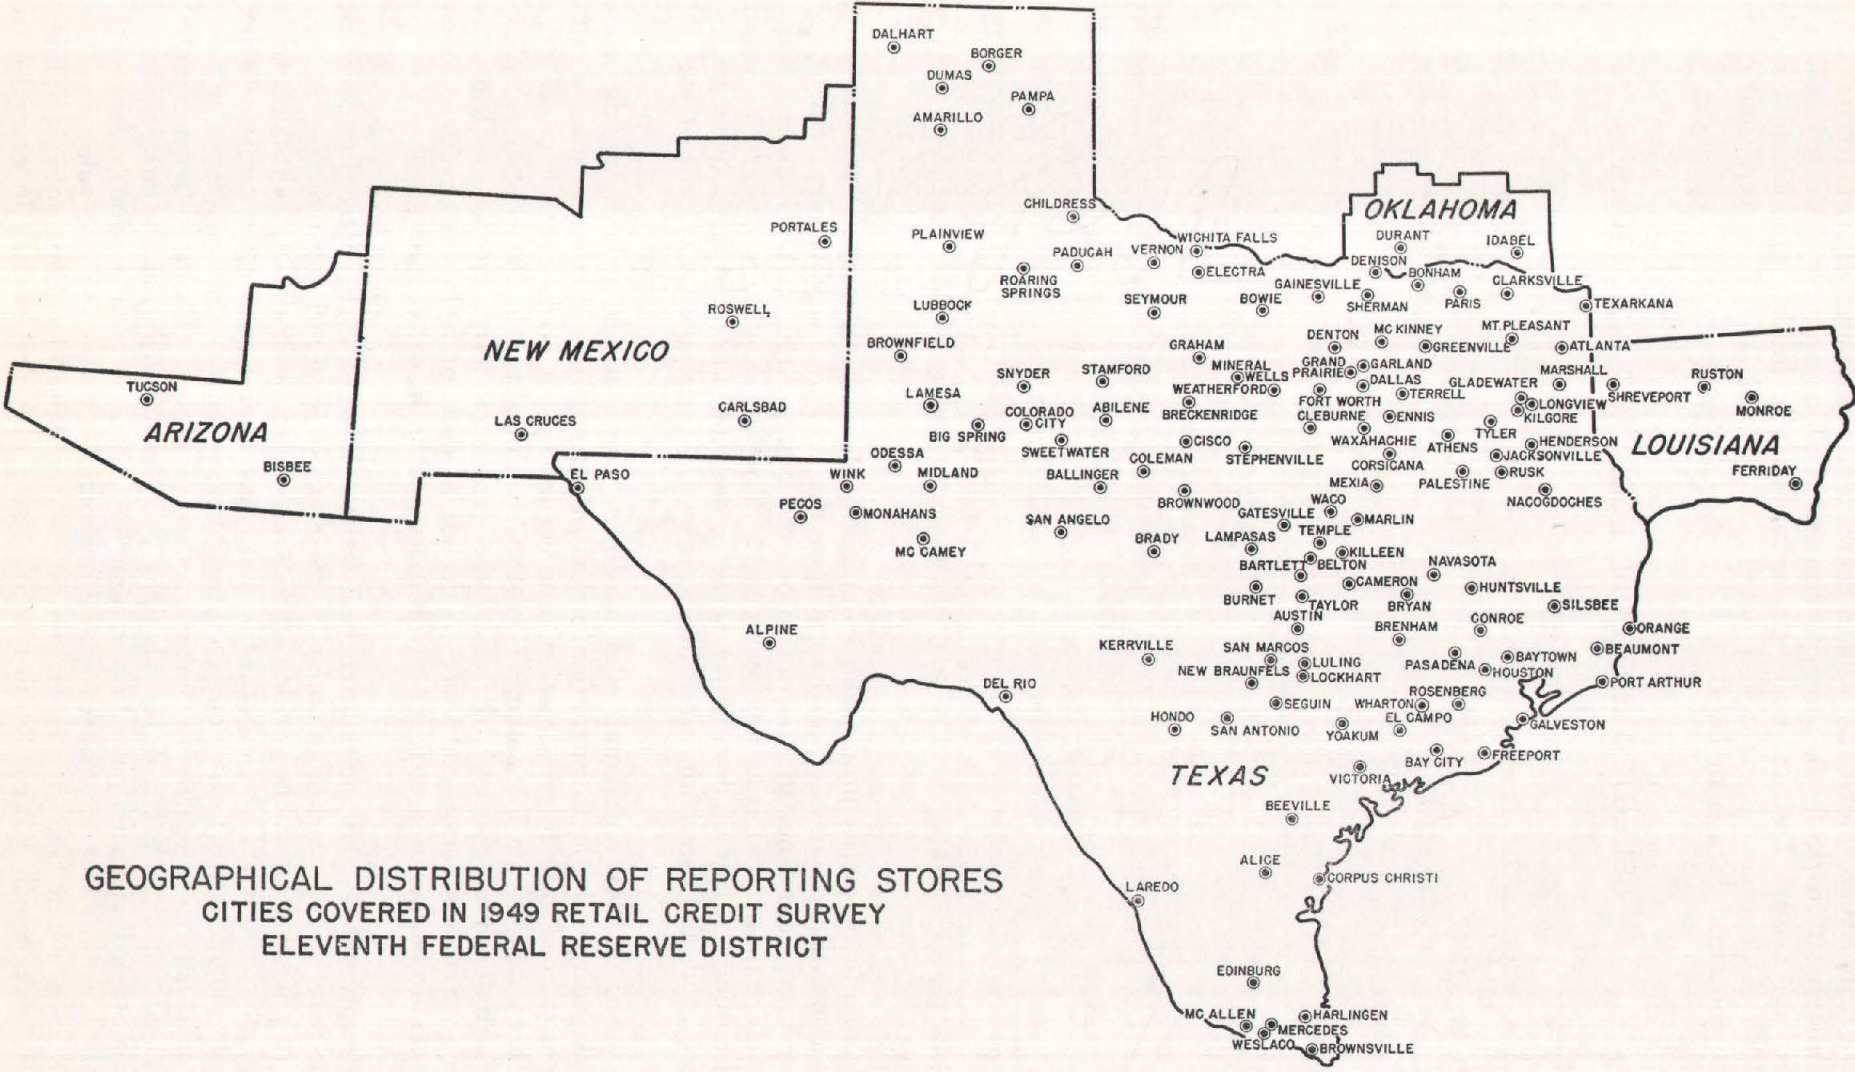 DALHART
BORGER
DUMAS
PAMPA
AMARILLO
CHILDRESS
OKLAHOMA
PORTALES
PLAINVIEW
WICHITA FALLS
DURANT
IDABEL
PADUCAH
VERNON
DENISON
ELECTRA
BONHAM
ROARING
SPRINGS
GAINESVILLE
CLARKSVILLE
SEYMOUR
BOWIE
SHERMAN
PARIS
TEXARKANA
ROSWELL
LUBBOCK
DENTON
MC KINNEY
MT. PLEASANT
NEW MEXICO
BROWNFIELD
GRAHAM
GREENVILLE
ATLANTA
MINERAL
WELLS
GRAND
PRAIRIE
GARLAND
SNYDER
STAMFORD
WEATHERFORD
DALLAS
GLADEWATER
MARSHALL
RUSTON
TUCSON
LAMESA
FORT WORTH
TERRELL
SHREVEPORT
LONGVIEW
MONROE
CARLSBAD
COLORADO
CITY
ABILENE
BRECKENRIDGE
CLEBURNE
ENNIS
KILGORE
LAS CRUCES
ARIZONA
BIG SPRING
CISCO
WAXAHACHIE
TYLER
ATHENS
HENDERSON
LOUISIANA
ODESSA
SWEETWATER
COLEMAN
STEPHENVILLE
CORSICANA
JACKSONVILLE
BISBEE
EL PASO
WINK
MIDLAND
BALLINGER
MEXIA
PALESTINE
RUSK
FERRIDAY
PECOS
MONAHANS
BROWNWOOD
WACO
NACOGDOCHES
GATESVILLE
SAN ANGELO
MARLIN
TEMPLE
MC CAMEY
BRADY
LAMPASAS
KILLEEN
BARTLETT
BELTON
NAVASOTA
CAMERON
HUNTSVILLE
BURNET
TAYLOR
BRYAN
SILSBEE
AUSTIN
BRENHAM
CONROE
ORANGE
ALPINE
KERRVILLE
SAN MARCOS
BEAUMONT
LULING
PASADENA
BAYTOWN
NEW BRAUNFELS
LOCKHART
HOUSTON
DEL RIO
PORT ARTHUR
ROSENBERG
SEGUIN
WHARTON
HONDO
SAN ANTONIO
YOAKUM
EL CAMPO
GALVESTON
BAY CITY
FREEPORT
TEXAS
VICTORIA
BEEVILLE
ALICE
CORPUS CHRISTI
LAREDO
GEOGRAPHICAL DISTRIBUTION OF REPORTING STORES
CITIES COVERED IN 1949 RETAIL CREDIT SURVEY
ELEVENTH FEDERAL RESERVE DISTRICT
EDINBURG
MC ALLEN
HARLINGEN
MERCEDES
WESLACO
BROWNSVILLE